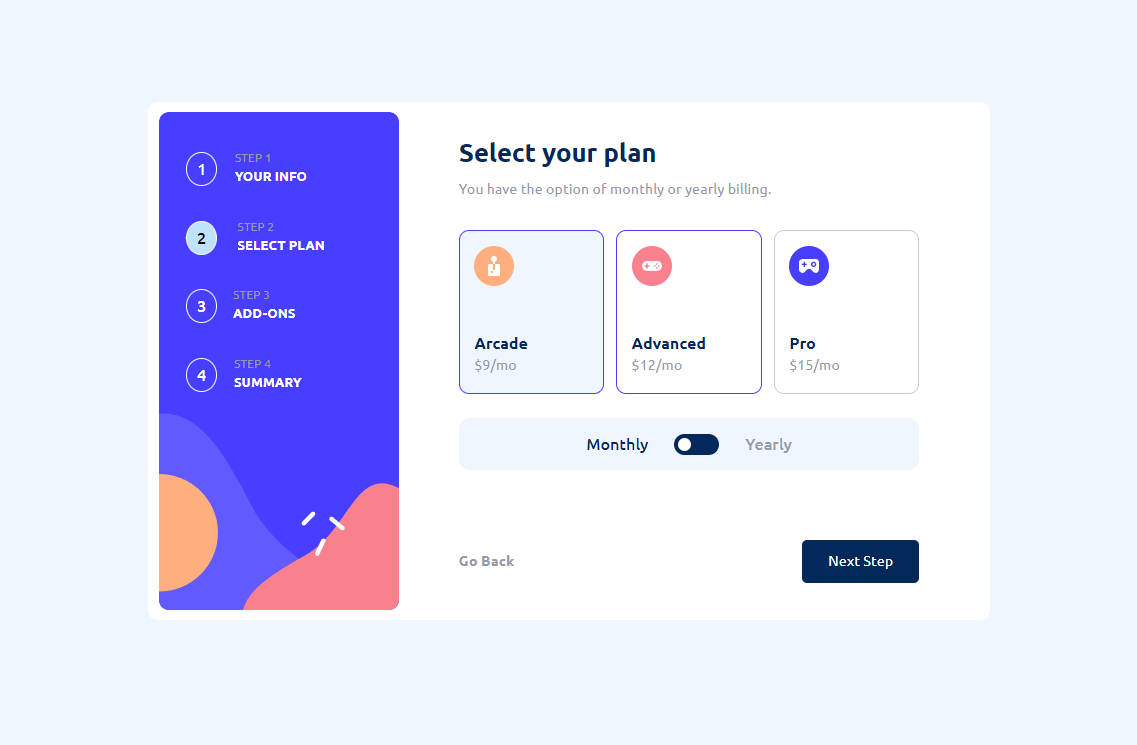 1
STEP 1
YOUR INFO
2
STEP 2
SELECT PLAN
3
STEP 3
ADD-ONS
4
STEP 4
SUMMARY
Select your plan
You have the option of monthly or yearly billing.
Arcade
$9/mo
Advanced
$12/mo
Pro
$15/mo
Monthly
Yearly
Go Back
Next Step